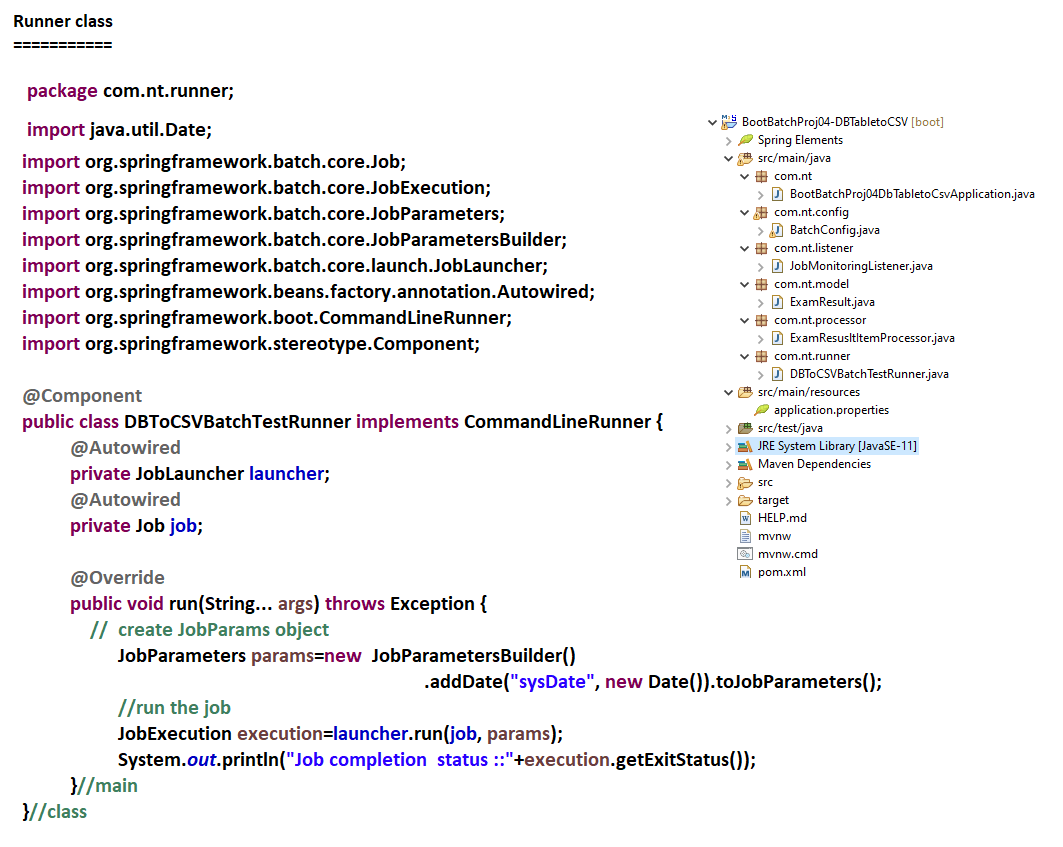 Runner class
===========
package com.nt.runner;
import java.util.Date;
import org.springframework.batch.core.Job;
import org.springframework.batch.core.JobExecution;
import org.springframework.batch.core.JobParameters;
import org.springframework.batch.core.JobParametersBuilder;
import org.springframework.batch.core.launch.JobLauncher;
import org.springframework.beans.factory.annotation.Autowired;
import org.springframework.boot.CommandLineRunner;
import org.springframework.stereotype.Component;
@Component
public class DBToCSVBatchTestRunner implements CommandLineRunner {
@Autowired
private JobLauncher launcher;
@Autowired
private Job job;
@Override
public void run(String... args) throws Exception {
// create JobParams object
JobParameters params=new JobParametersBuilder()
.addDate("sysDate", new Date()).toJobParameters();
//run the job
JobExecution execution=launcher.run(job, params);
System.out.println("Job completion status ::"+execution.getExitStatus());
}//main
}//class
BootBatchProj04-DBTabletoCSV [boot]
Spring Elements
src/main/java
com.nt
BootBatchProj04DbTabletoCsvApplication.java
com.nt.config
BatchConfig.java
com.nt.listener
JobMonitoringListener.java
com.nt.model
ExamResult.java
com.nt.processor
ExamResusltItemProcessor.java
com.nt.runner
DBToCSVBatchTestRunner.java
src/main/resources
application.properties
src/test/java
JRE System Library [JavaSE-11]
Maven Dependencies
src
target
HELP.md
mvnw
mvnw.cmd
pom.xml